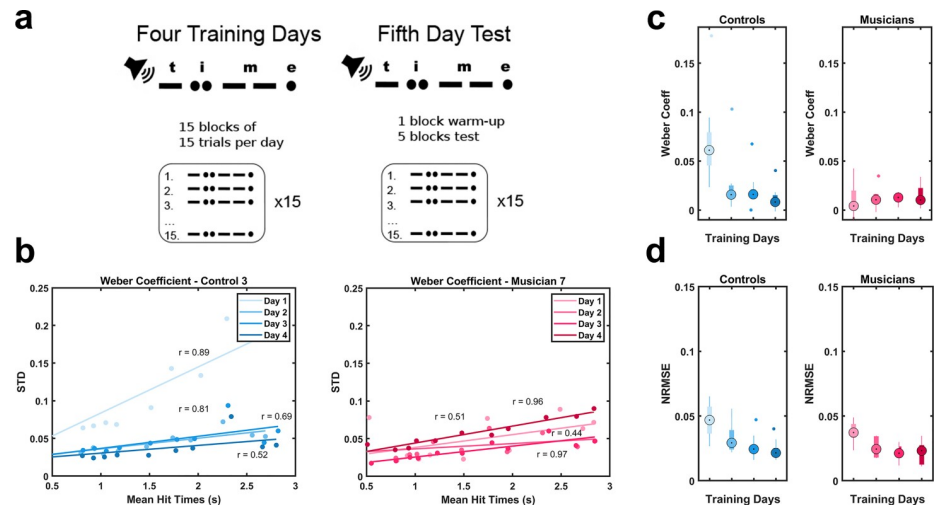 a
Four Training Days
t i m e
15 blocks of
15 trials per day
1.
2.
3.
...
15.
x15
Fifth Day Test
t i m e
1 block warm-up
5 blocks test
1.
2.
3.
...
15.
x15
b
Weber Coefficient - Control 3
STD
0.25
0.2
0.15
0.1
0.05
0
0.5 1 1.5 2 2.5 3
Mean Hit Times (s)
Day 1
Day 2
Day 3
Day 4
r = 0.89
r = 0.81
r = 0.69
r = 0.52
Weber Coefficient - Musician 7
STD
0.25
0.2
0.15
0.1
0.05
0
0.5 1 1.5 2 2.5 3
Mean Hit Times (s)
Day 1
Day 2
Day 3
Day 4
r = 0.96
r = 0.51
r = 0.44
r = 0.97
c
Controls
Weber Coeff
0.15
0.1
0.05
0
Training Days
Musicians
Weber Coeff
0.15
0.1
0.05
0
Training Days
d
Controls
NRMSE
0.15
0.1
0.05
0
Training Days
Musicians
NRMSE
0.15
0.1
0.05
0
Training Days